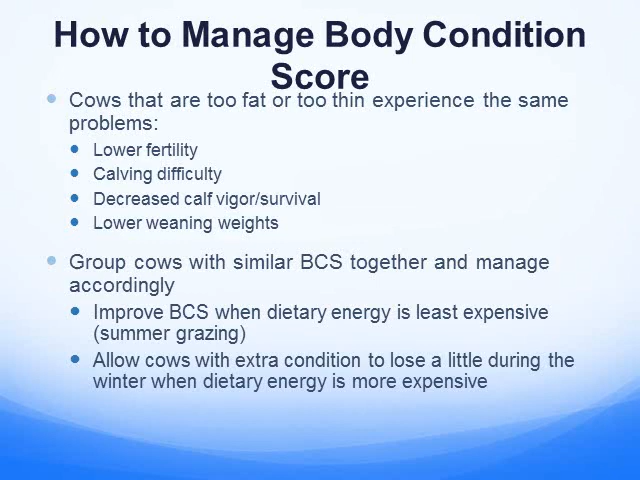 How to Manage Body Condition
Score
Cows that are too fat or too thin experience the same
problems:
Lower fertility
Calving difficulty
Decreased calf vigor/survival
Lower weaning weights
Group cows with similar BCS together and manage
accordingly
Improve BCS when dietary energy is least expensive
(summer grazing)
Allow cows with extra condition to lose a little during the
winter when dietary energy is more expensive